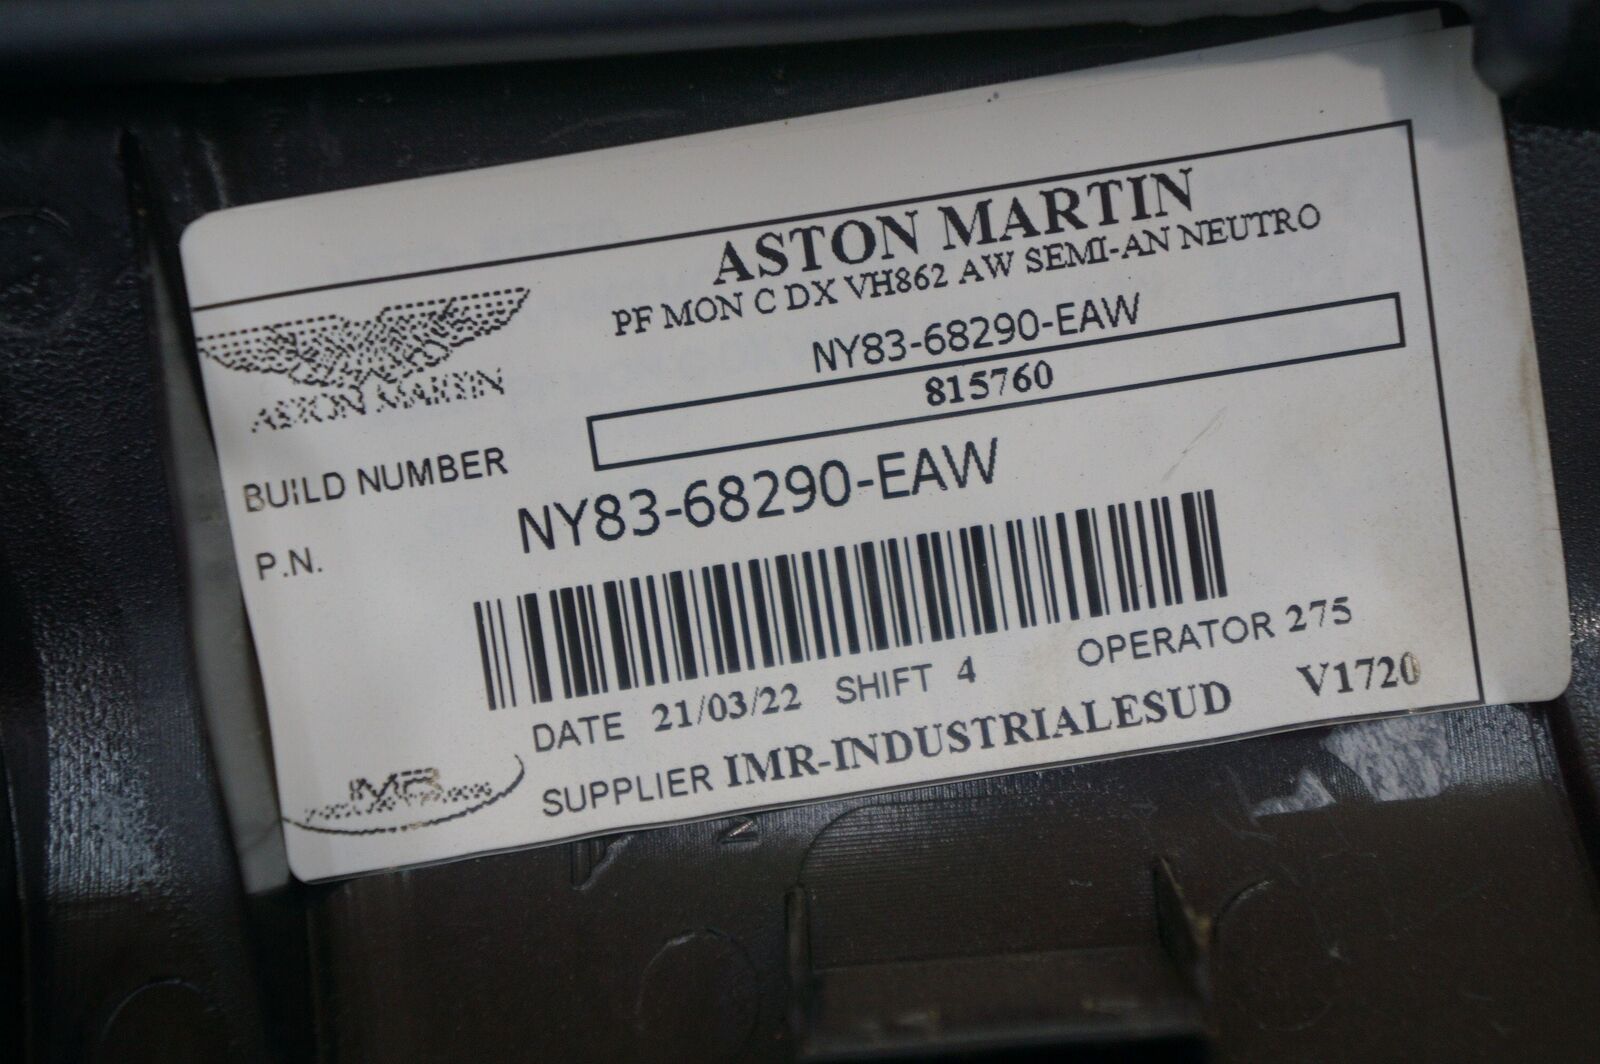 ASTON MARTIN
PF MON C DX VH862 AW SEMI-AN NEUTRO
NY83-68290-EAW
ASTON MARTIN
815760
BUILD NUMBER
NY83-68290-EAW
P.N.
DATE 21/03/22 SHIFT 4 OPERATOR 275
SUPPLIER IMR-INDUSTRIALESUD V1720
IMR